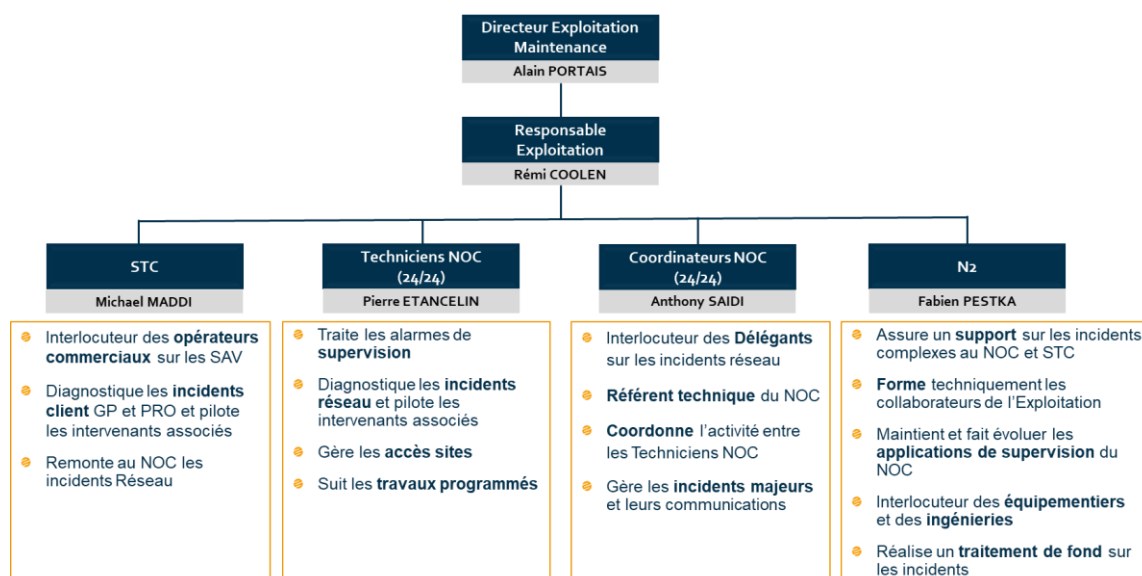 Directeur Exploitation
Maintenance
Alain PORTAIS
Responsable
Exploitation
Rémi COOLEN
STC
Michael MADDI
Interlocuteur des opérateurs
commerciaux sur les SAV
Diagnostique les incidents
client GP et PRO et pilote
les intervenants associés
Remonte au NOC les
incidents Réseau
Techniciens NOC
(24/24)
Pierre ETANCELIN
Traite les alarmes de
supervision
Diagnostique les incidents
réseau et pilote les
intervenants associés
Gère les accès sites
Suit les travaux programmés
Coordinateurs NOC
(24/24)
Anthony SAIDI
Interlocuteur des Délégants
sur les incidents réseau
Référent technique du NOC
Coordonne l’activité entre
les Techniciens NOC
Gère les incidents majeurs
et leurs communications
N2
Fabien PESTKA
Assure un support sur les incidents
complexes au NOC et STC
Forme techniquement les
collaborateurs de l’Exploitation
Maintient et fait évoluer les
applications de supervision du
NOC
Interlocuteur des équipementiers
et des ingénieries
Réalise un traitement de fond sur
les incidents